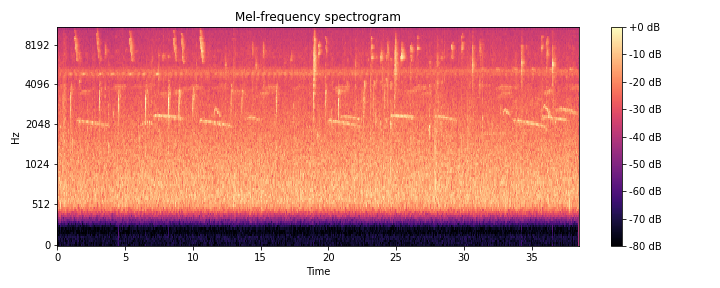 Mel-frequency spectrogram
Hz
8192
4096
2048
1024
512
0
0 5 10 15 20 25 30 35
Time
+0 dB
-10 dB
-20 dB
-30 dB
-40 dB
-50 dB
-60 dB
-70 dB
-80 dB